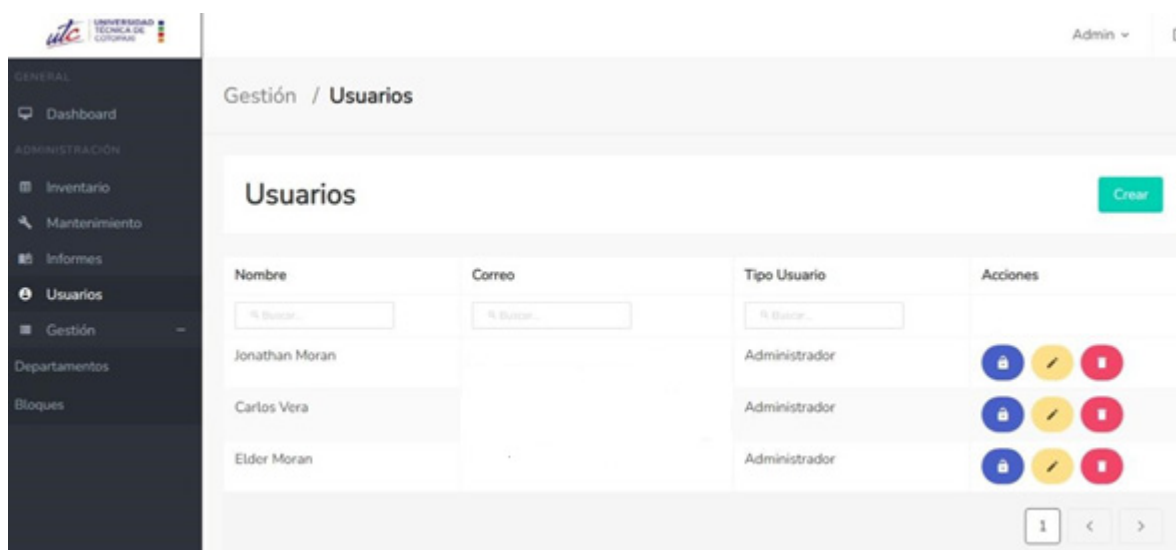 utc UNIVERSIDAD TÉCNICA DE COTOPAXI
Admin
GENERAL
Dashboard
ADMINISTRACIÓN
Inventario
Mantenimiento
Informes
Usuarios
Gestión
Departamentos
Bloques
Gestión / Usuarios
Usuarios
Crear
Nombre Correo Tipo Usuario Acciones
Buscar... Buscar... Buscar...
Jonathan Moran Administrador
Carlos Vera Administrador
Elder Moran Administrador
1 < >